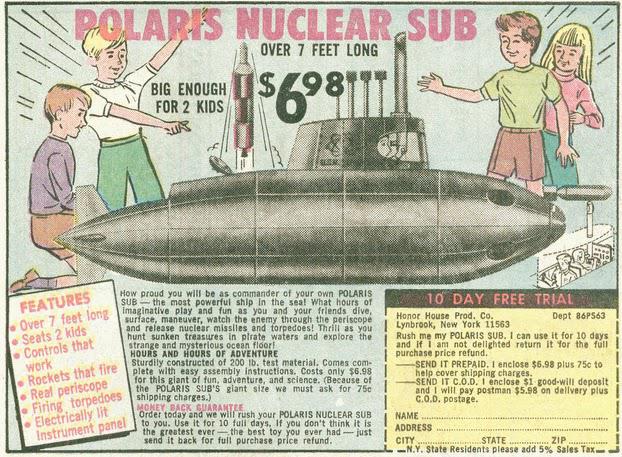 POLARIS NUCLEAR SUB
OVER 7 FEET LONG
BIG ENOUGH
FOR 2 KIDS
$6.98
FEATURES
• Over 7 feet long
• Seats 2 kids
• Controls that
work
• Rockets that fire
• Real periscope
• Firing torpedoes
• Electrically lit
Instrument panel
How proud you will be as commander of your own POLARIS
SUB — the most powerful ship in the sea! What hours of
imaginative play and fun as you and your friends dive,
surface, maneuver, watch the enemy through the periscope
and release nuclear missiles and torpedoes! Thrill as you
hunt sunken treasures in pirate waters and explore the
strange and mysterious ocean floor!
HOURS AND HOURS OF ADVENTURE
Sturdily constructed of 200 lb. test material. Comes com-
plete with easy assembly instructions. Costs only $6.98
for this giant of fun, adventure, and science. (Because of
the POLARIS SUB'S giant size we must ask for 75c
shipping charges.)
MONEY BACK GUARANTEE
Order today and we will rush your POLARIS NUCLEAR SUB
to you. Use it for 10 full days. If you don't think it is
the greatest ever — the best toy you ever had — just
send it back for full purchase price refund.
10 DAY FREE TRIAL
Honor House Prod. Co. Dept 86PS63
Lynbrook, New York 11563
Rush me my POLARIS SUB. I can use it for 10 days
and if I am not delighted return it for the full
purchase price refund.
SEND IT PREPAID. I enclose $6.98 plus 75c to
help cover shipping charges.
SEND IT C.O.D. I enclose $1 good-will deposit
and I will pay postman $5.98 on delivery plus
C.O.D. postage.
NAME
ADDRESS
CITY STATE ZIP
N.Y. State Residents please add 5% Sales Tax